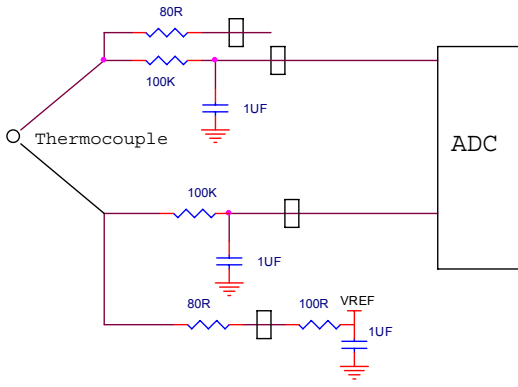 80R
100K
1UF
Thermocouple
ADC
100K
1UF
80R
100R
VREF
1UF